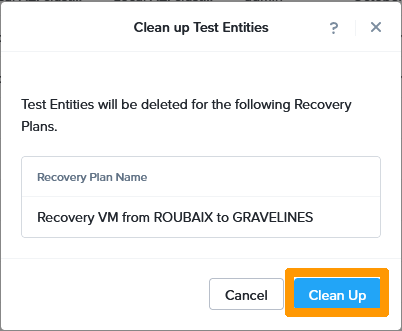 Clean up Test Entities
?
Test Entities will be deleted for the following Recovery
Plans.
Recovery Plan Name
Recovery VM from ROUBAIX to GRAVELINES
Cancel
Clean Up